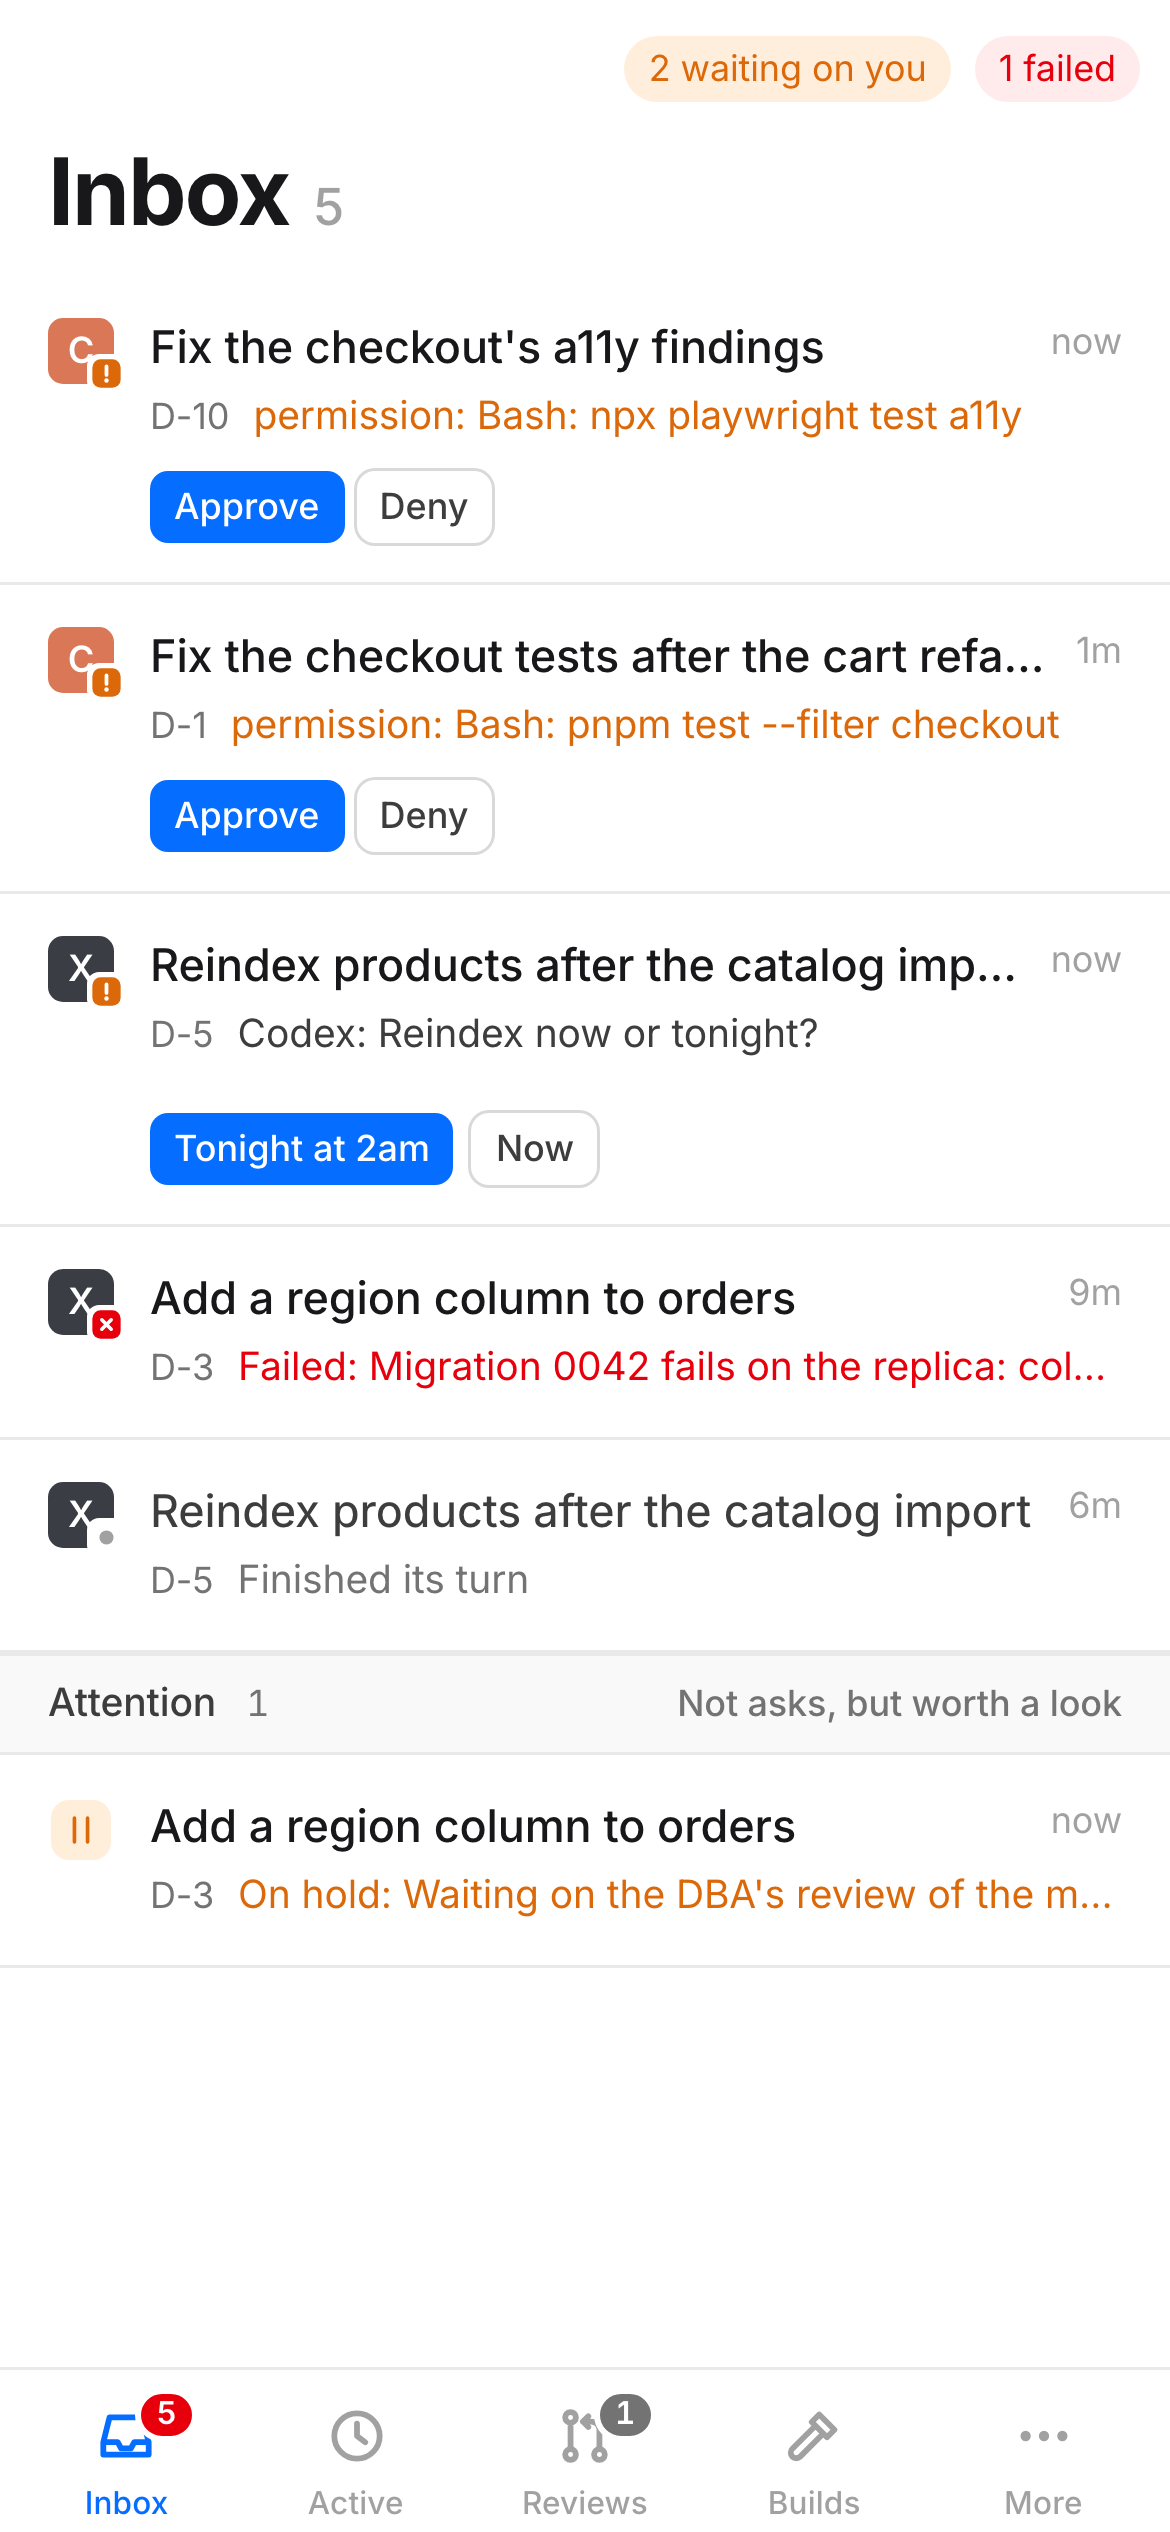 2 waiting on you 1 failed
Inbox 5
C Fix the checkout's a11y findings now
D-10 permission: Bash: npx playwright test a11y
Approve Deny
C Fix the checkout tests after the cart refa... 1m
D-1 permission: Bash: pnpm test --filter checkout
Approve Deny
X Reindex products after the catalog imp... now
D-5 Codex: Reindex now or tonight?
Tonight at 2am Now
X Add a region column to orders 9m
D-3 Failed: Migration 0042 fails on the replica: col...
X Reindex products after the catalog import 6m
D-5 Finished its turn
Attention 1 Not asks, but worth a look
Add a region column to orders now
D-3 On hold: Waiting on the DBA's review of the m...
5 1
Inbox Active Reviews Builds More